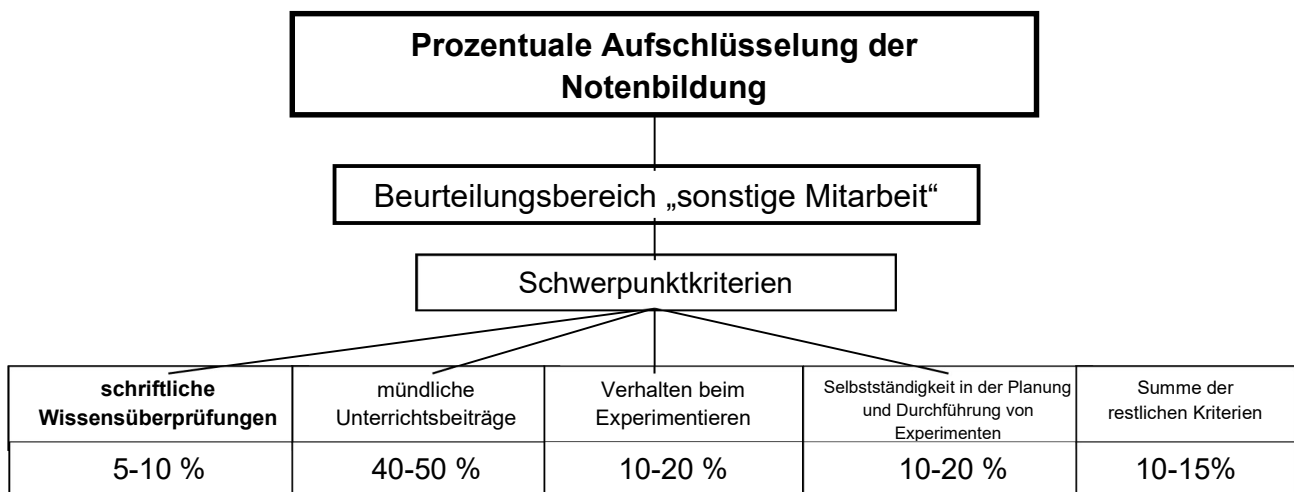 Prozentuale Aufschlüsselung der
Notenbildung
Beurteilungsbereich „sonstige Mitarbeit“
Schwerpunktkriterien
schriftliche
Wissensüberprüfungen
mündliche
Unterrichtsbeiträge
Verhalten beim
Experimentieren
Selbstständigkeit in der Planung
und Durchführung von
Experimenten
Summe der
restlichen Kriterien
5-10 %
40-50 %
10-20 %
10-20 %
10-15%